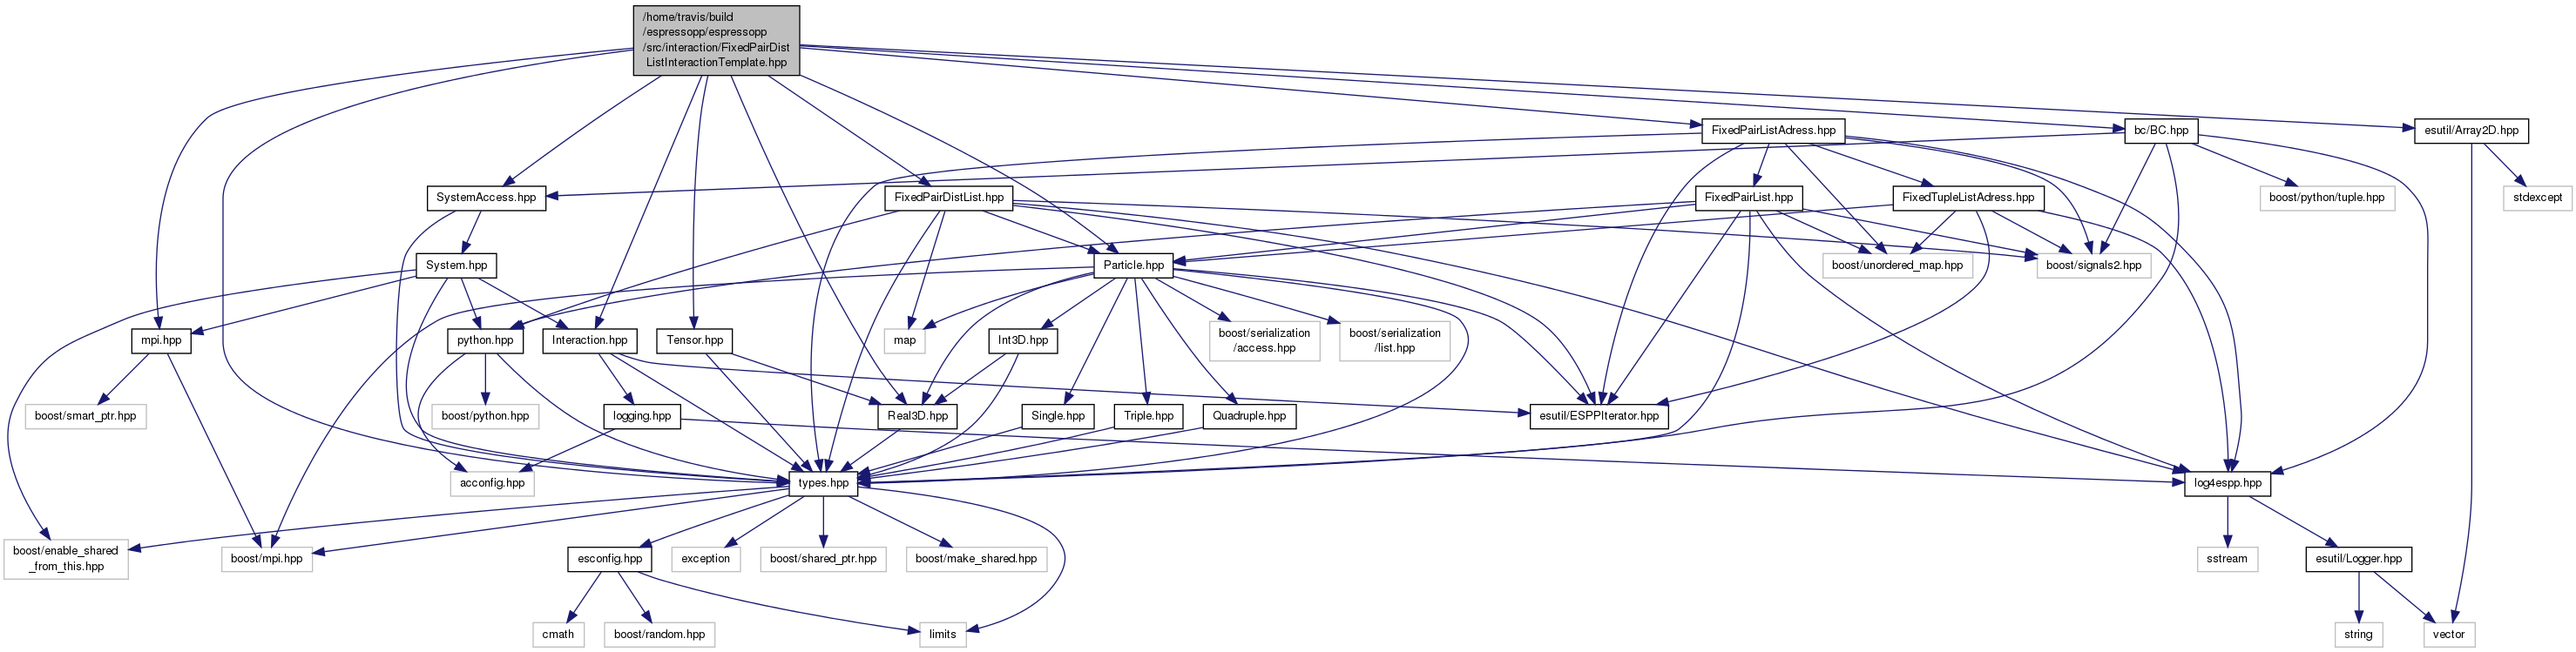 /home/travis/build
/espressopp/espressopp
/src/interaction/FixedPairDist
ListInteractionTemplate.hpp
FixedPairListAdress.hpp
bc/BC.hpp
esutil/Array2D.hpp
SystemAccess.hpp
FixedPairDistList.hpp
FixedPairList.hpp
FixedTupleListAdress.hpp
boost/python/tuple.hpp
stdexcept
System.hpp
Particle.hpp
boost/unordered_map.hpp
boost/signals2.hpp
mpi.hpp
python.hpp
Interaction.hpp
Tensor.hpp
map
Int3D.hpp
boost/serialization
/access.hpp
boost/serialization
/list.hpp
boost/smart_ptr.hpp
boost/python.hpp
logging.hpp
Real3D.hpp
Single.hpp
Triple.hpp
Quadruple.hpp
esutil/ESPPIterator.hpp
acconfig.hpp
types.hpp
log4espp.hpp
boost/enable_shared
_from_this.hpp
boost/mpi.hpp
esconfig.hpp
exception
boost/shared_ptr.hpp
boost/make_shared.hpp
sstream
esutil/Logger.hpp
cmath
boost/random.hpp
limits
string
vector